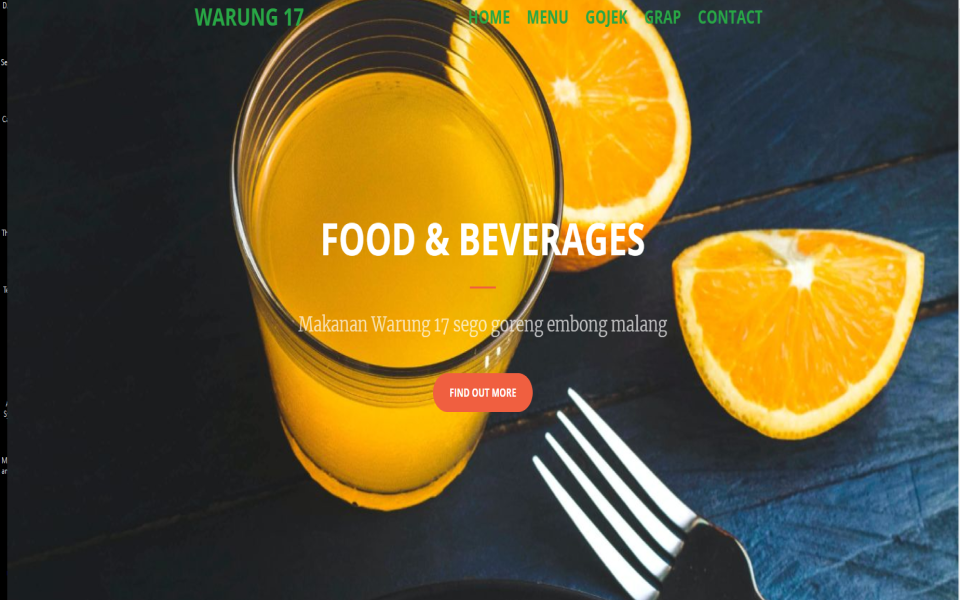 WARUNG 17
HOME MENU GOJEK GRAP CONTACT
FOOD & BEVERAGES
Makanan Warung 17 sego goreng embong malang
FIND OUT MORE